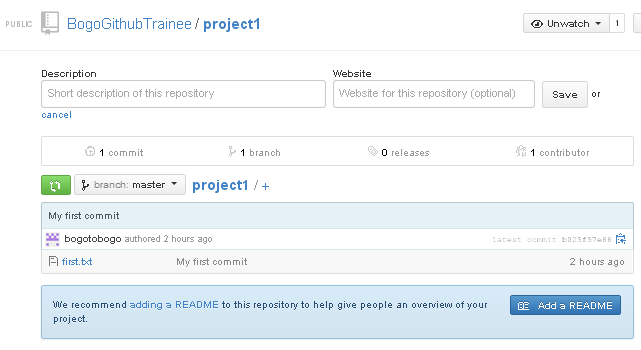 PUBLIC BogoGithubTrainee / project1 Unwatch 1
Description Website
Short description of this repository Website for this repository (optional) Save or
cancel
1 commit 1 branch 0 releases 1 contributor
branch: master project1 / +
My first commit
bogotobogo authored 2 hours ago latest commit b025f57e88
first.txt My first commit 2 hours ago
We recommend adding a README to this repository to help give people an overview of your
project.
Add a README